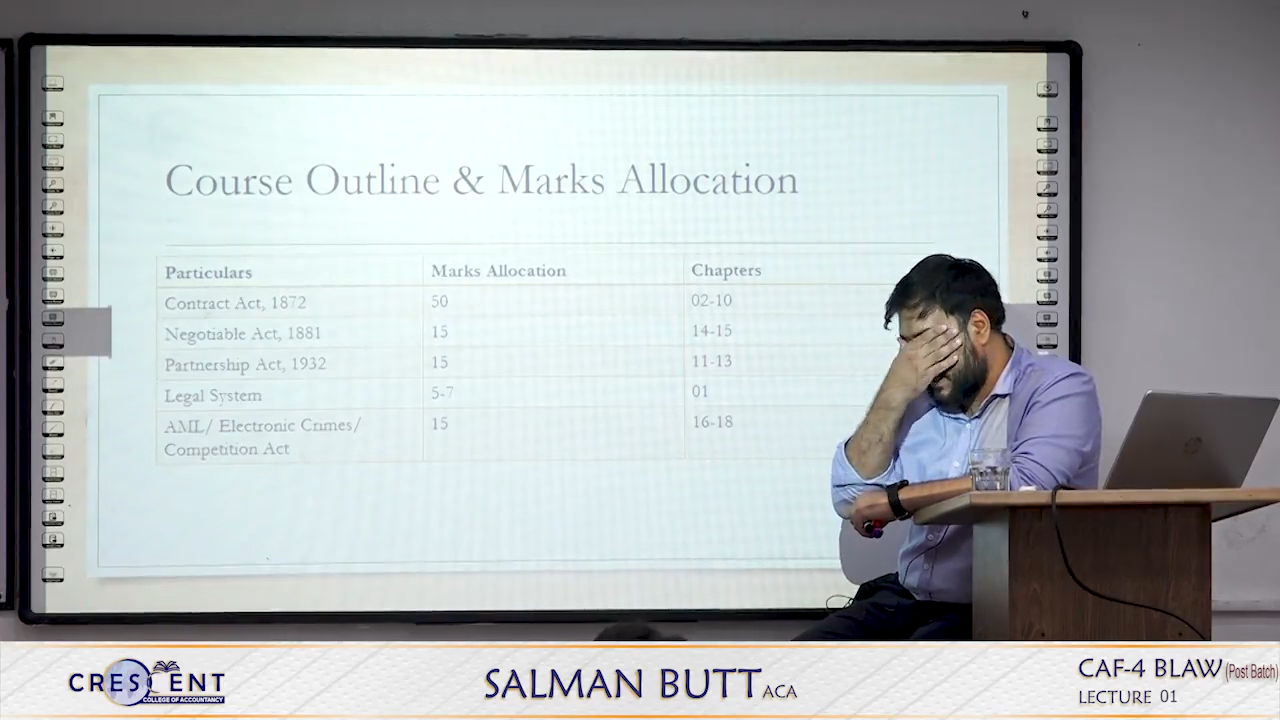 Course Outline & Marks Allocation
Particulars Marks Allocation Chapters
Contract Act, 1872 50 02-10
Negotiable Act, 1881 15 14-15
Partnership Act, 1932 15 11-13
Legal System 5-7 01
AML/ Electronic Crimes/ 15 16-18
Competition Act
CRESCENT
COLLEGE OF ACCOUNTANCY
SALMAN BUTT ACA
CAF-4 BLAW (Post Batch)
LECTURE 01